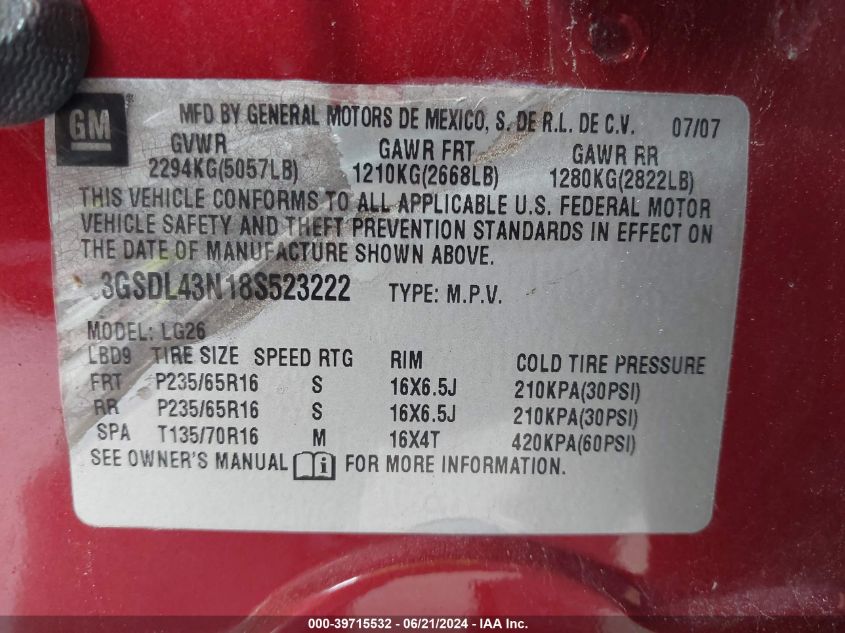 GM
MFD BY GENERAL MOTORS DE MEXICO, S. DE R.L. DE C.V. 07/07
GVWR GAWR FRT GAWR RR
2294KG(5057LB) 1210KG(2668LB) 1280KG(2822LB)
THIS VEHICLE CONFORMS TO ALL APPLICABLE U.S. FEDERAL MOTOR
VEHICLE SAFETY AND THEFT PREVENTION STANDARDS IN EFFECT ON
THE DATE OF MANUFACTURE SHOWN ABOVE.
3GSDL43N18S523222 TYPE: M.P.V.
MODEL: LG26
LBD9 TIRE SIZE SPEED RTG RIM COLD TIRE PRESSURE
FRT P235/65R16 S 16X6.5J 210KPA(30PSI)
RR P235/65R16 S 16X6.5J 210KPA(30PSI)
SPA T135/70R16 M 16X4T 420KPA(60PSI)
SEE OWNER'S MANUAL i FOR MORE INFORMATION.
000-39715532 - 06/21/2024 - IAA Inc.